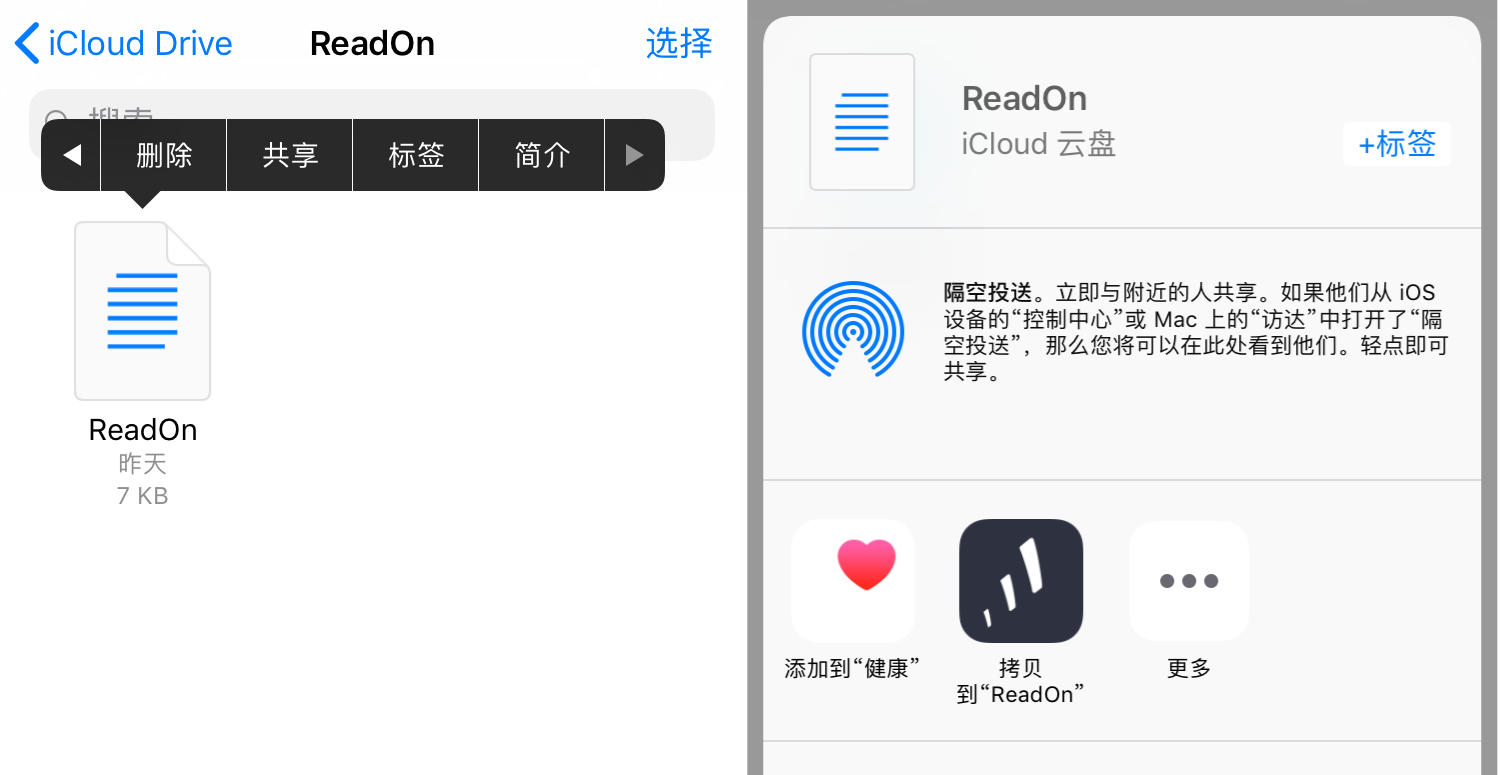 iCloud Drive
ReadOn
选择
搜索
删除
共享
标签
简介
ReadOn
昨天
7 KB
ReadOn
iCloud 云盘
+标签
隔空投送。立即与附近的人共享。如果他们从 iOS
设备的“控制中心”或 Mac 上的“访达”中打开了“隔
空投送”，那么您将可以在此处看到他们。轻点即可
共享。
添加到“健康”
拷贝
到“ReadOn”
更多